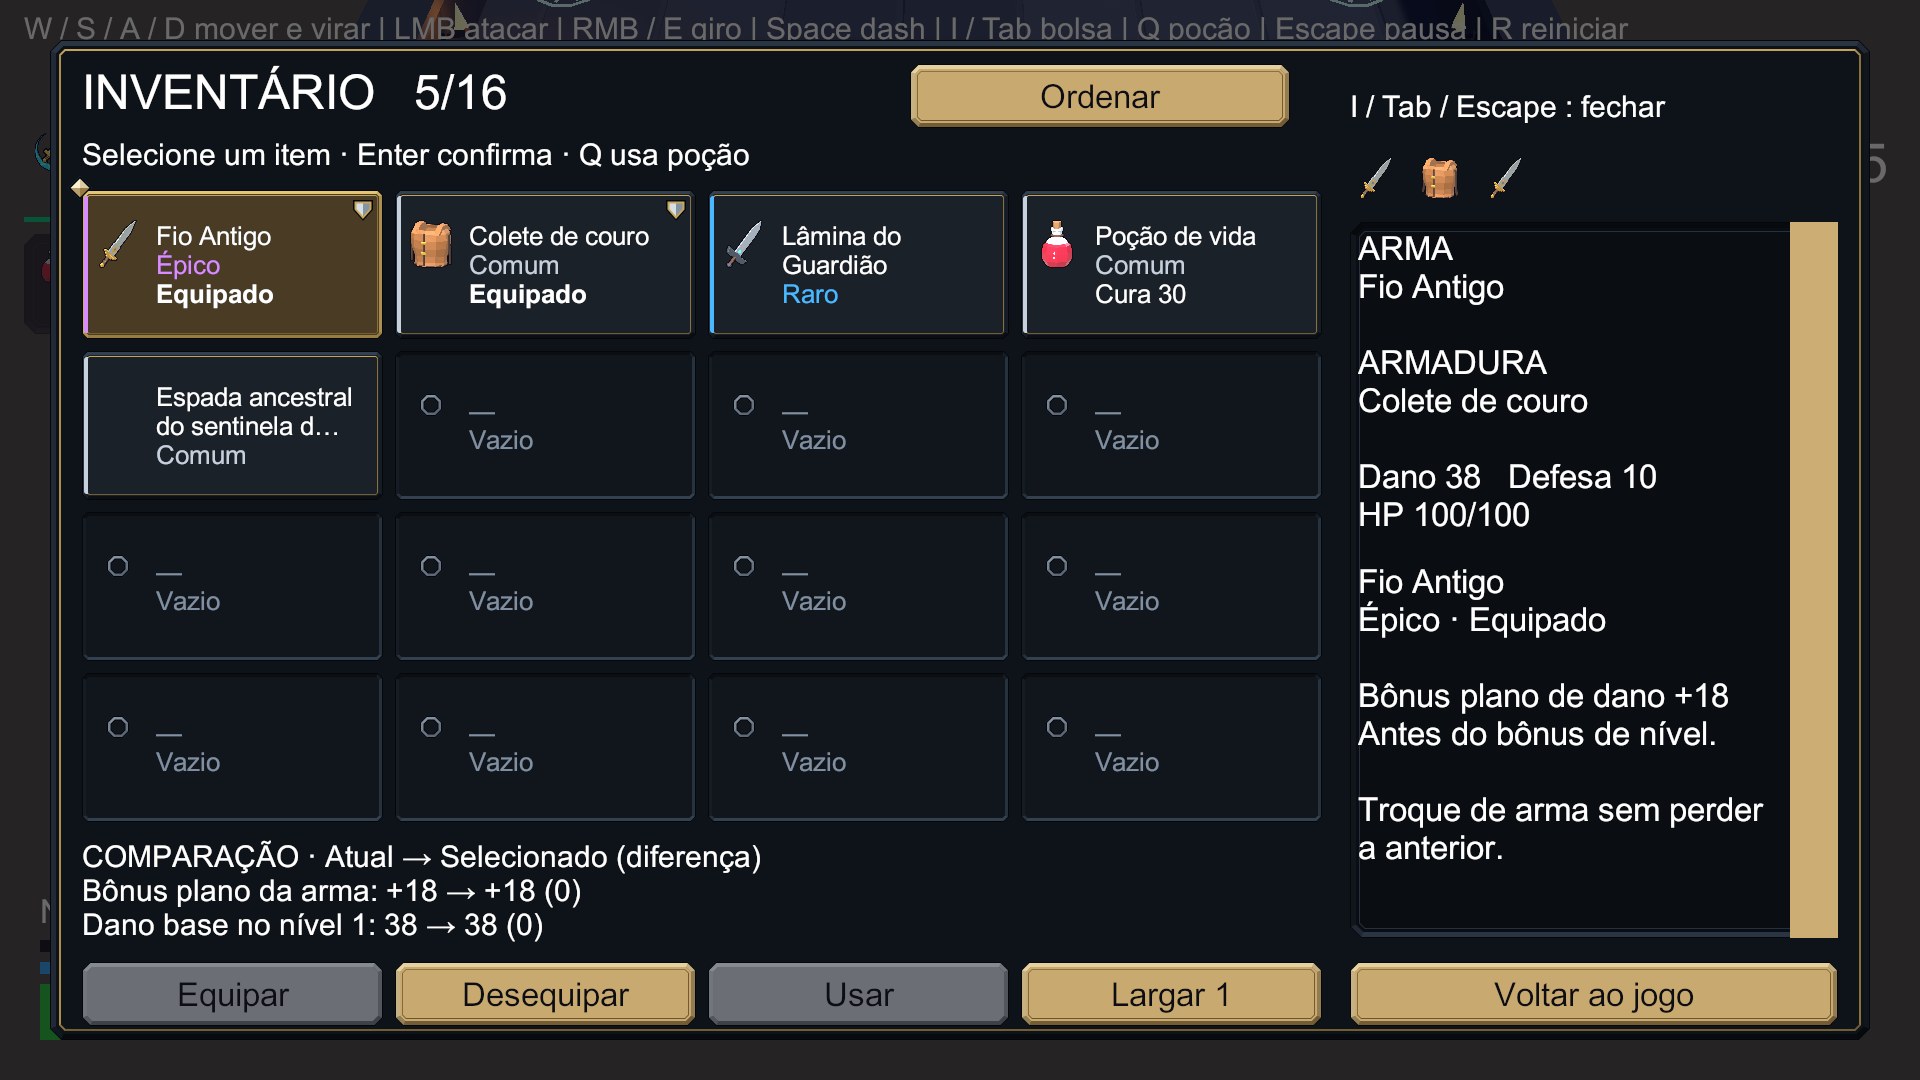 W / S / A / D mover e virar | LMB atacar | RMB / E giro | Space dash | I / Tab bolsa | Q poção | Escape pausa | R reiniciar
INVENTÁRIO 5/16
Ordenar
I / Tab / Escape : fechar
Selecione um item · Enter confirma · Q usa poção
5
Fio Antigo
Épico
Equipado
Colete de couro
Comum
Equipado
Lâmina do
Guardião
Raro
Poção de vida
Comum
Cura 30
Espada ancestral
do sentinela d…
Comum
—
Vazio
—
Vazio
—
Vazio
—
Vazio
—
Vazio
—
Vazio
—
Vazio
—
Vazio
—
Vazio
—
Vazio
—
Vazio
ARMA
Fio Antigo
ARMADURA
Colete de couro
Dano 38 Defesa 10
HP 100/100
Fio Antigo
Épico · Equipado
Bônus plano de dano +18
Antes do bônus de nível.
Troque de arma sem perder
a anterior.
COMPARAÇÃO · Atual → Selecionado (diferença)
Bônus plano da arma: +18 → +18 (0)
Dano base no nível 1: 38 → 38 (0)
Equipar
Desequipar
Usar
Largar 1
Voltar ao jogo